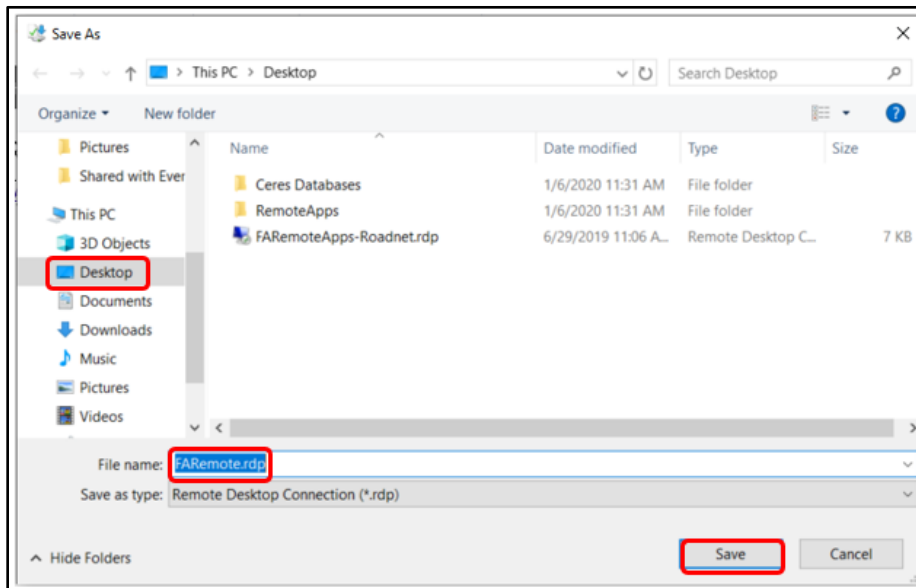 Save As
This PC > Desktop
Search Desktop
Organize
New folder
Pictures
Shared with Ever
This PC
3D Objects
Desktop
Documents
Downloads
Music
Pictures
Videos
Name Date modified Type Size
Ceres Databases 1/6/2020 11:31 AM File folder
RemoteApps 1/6/2020 11:31 AM File folder
FARemoteApps-Roadnet.rdp 6/29/2019 11:06 A... Remote Desktop C... 7 KB
File name: FARemote.rdp
Save as type: Remote Desktop Connection (*.rdp)
Hide Folders
Save
Cancel